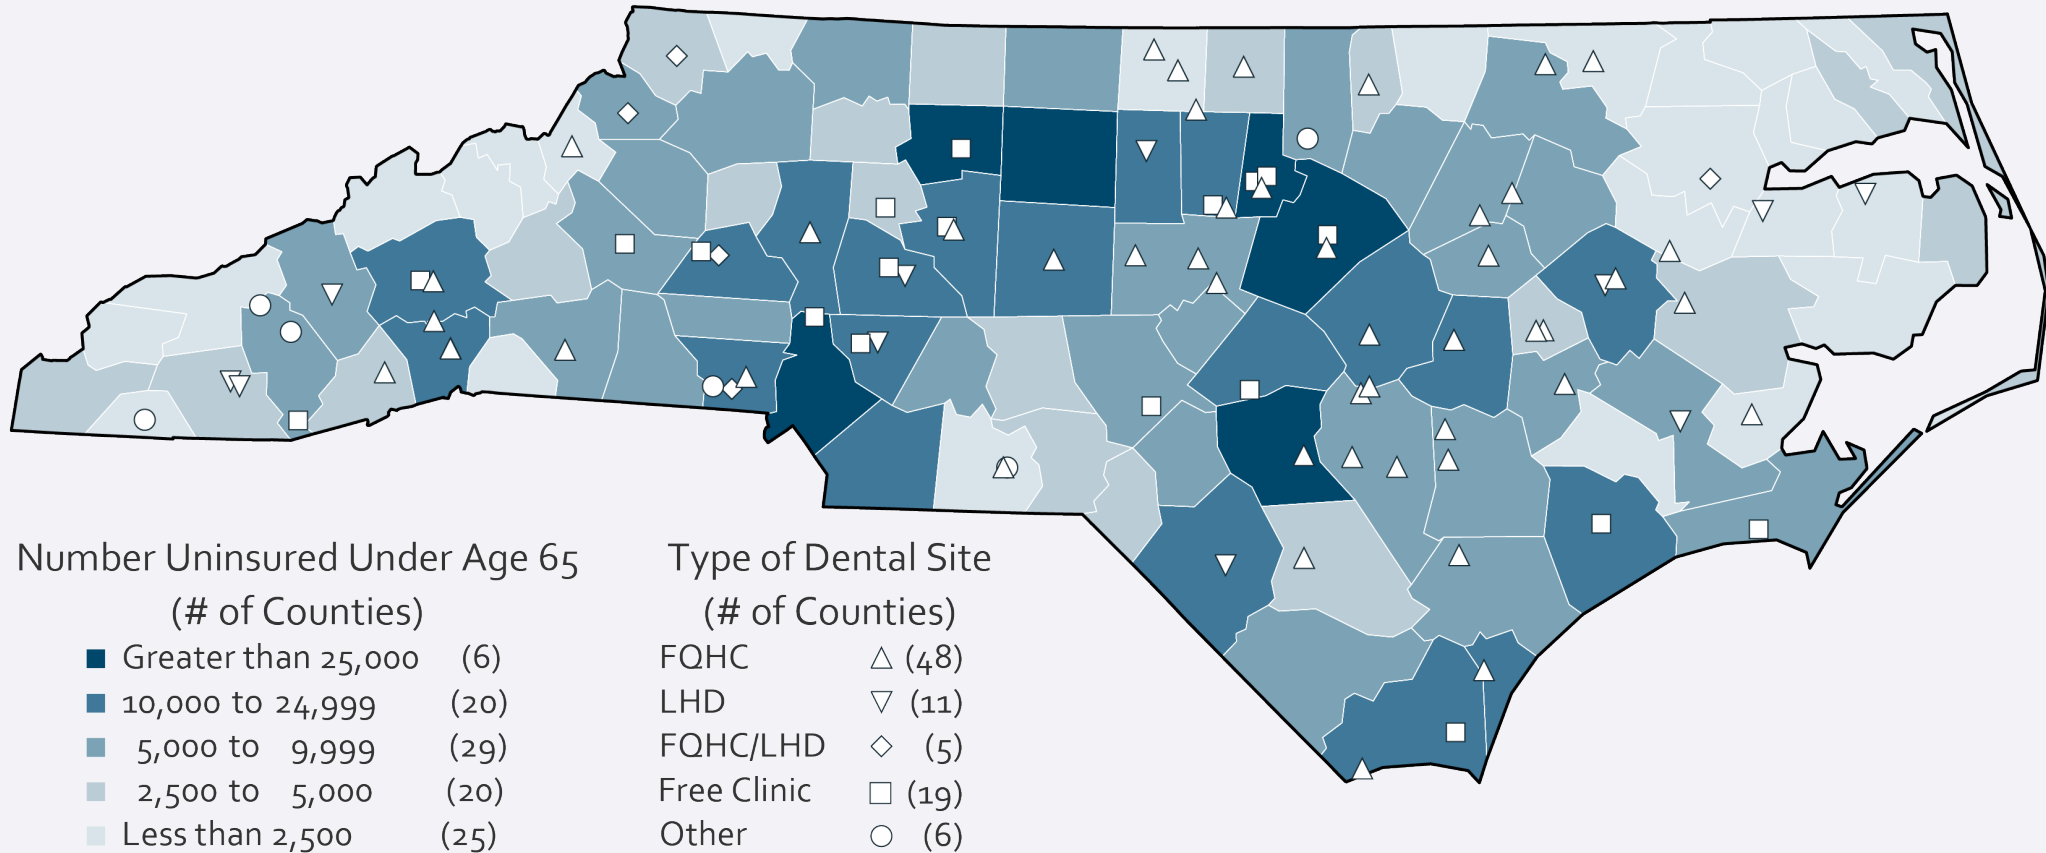 Number Uninsured Under Age 65
(# of Counties)
Greater than 25,000 (6)
10,000 to 24,999 (20)
5,000 to 9,999 (29)
2,500 to 5,000 (20)
Less than 2,500 (25)
Type of Dental Site
(# of Counties)
FQHC (48)
LHD (11)
FQHC/LHD (5)
Free Clinic (19)
Other (6)